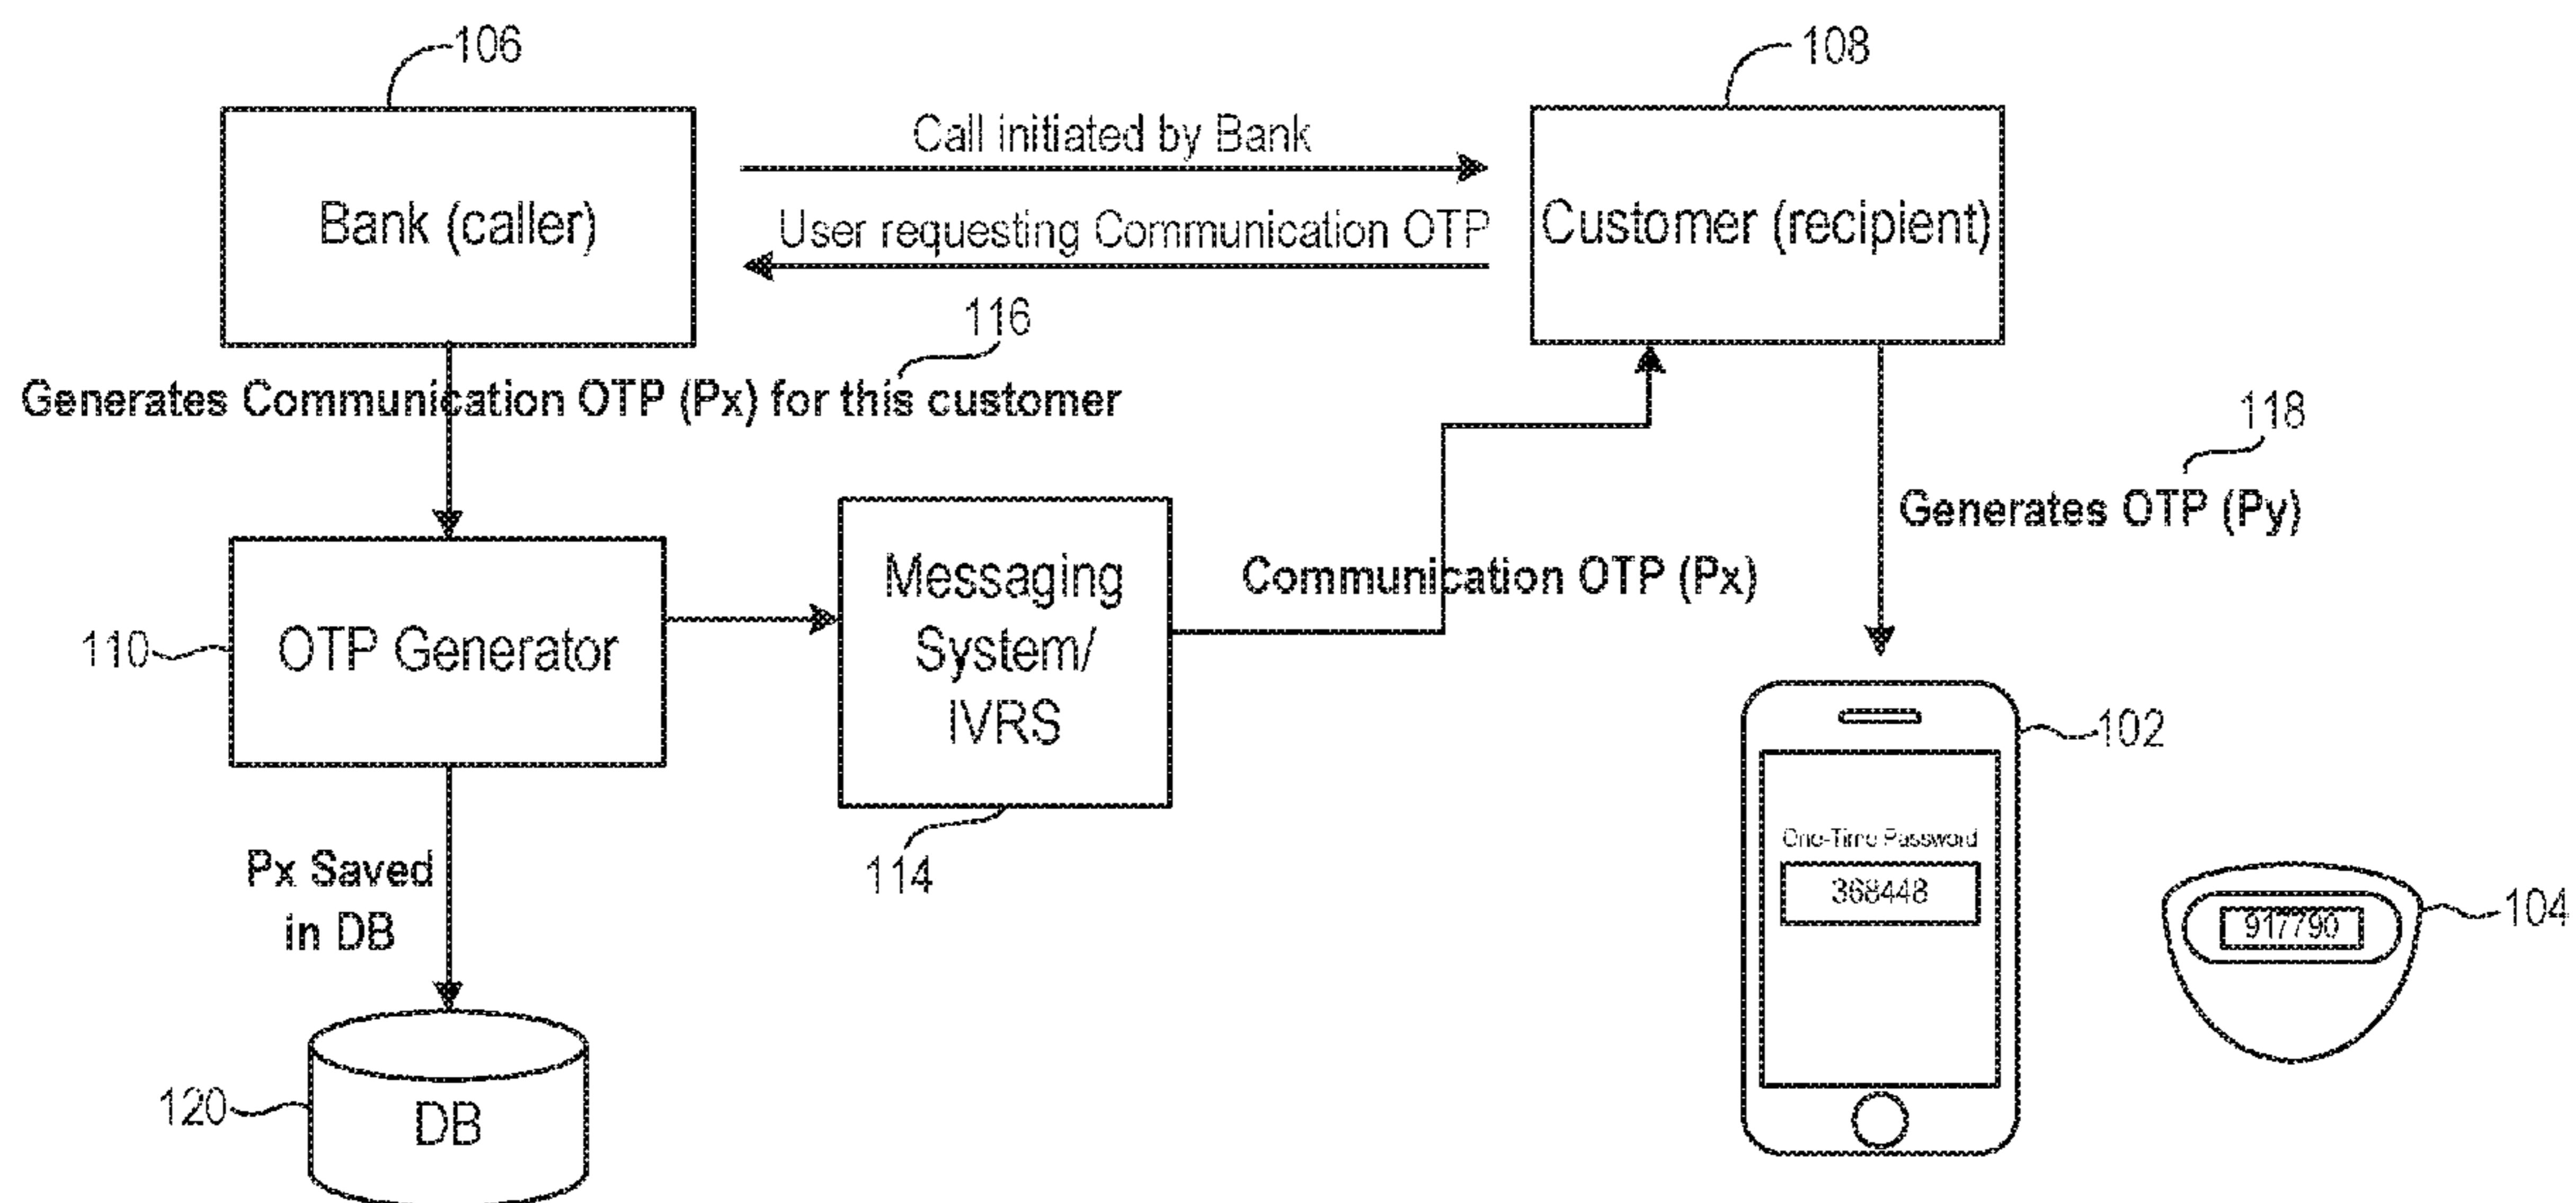 106
108
Call initiated by Bank
Bank (caller)
User requesting Communication OTP
Customer (recipient)
116
Generates Communication OTP (Px) for this customer
118
Generates OTP (Py)
Messaging
System/
IVRS
Communication OTP (Px)
110
OTP Generator
102
One-Time Password
368448
Px Saved
in DB
114
917790
104
120
DB